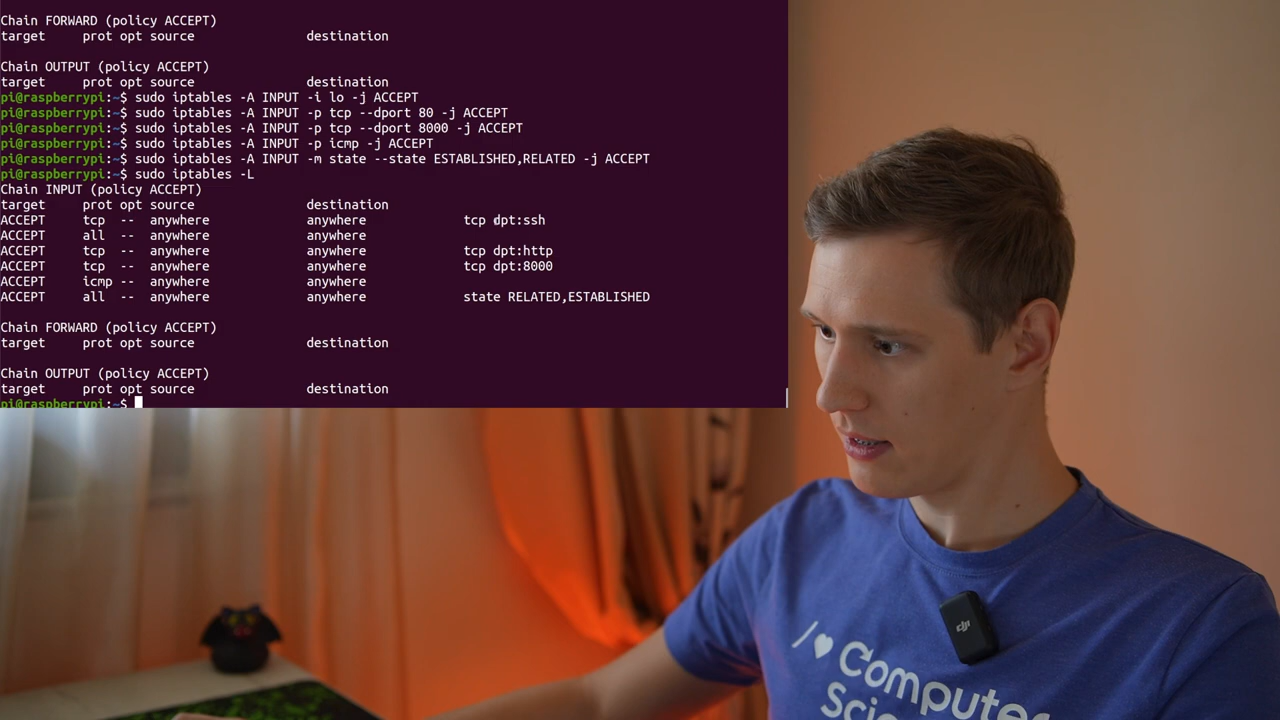 Chain FORWARD (policy ACCEPT)
target     prot opt source               destination
Chain OUTPUT (policy ACCEPT)
target     prot opt source               destination
pi@raspberrypi:~$ sudo iptables -A INPUT -i lo -j ACCEPT
pi@raspberrypi:~$ sudo iptables -A INPUT -p tcp --dport 80 -j ACCEPT
pi@raspberrypi:~$ sudo iptables -A INPUT -p tcp --dport 8000 -j ACCEPT
pi@raspberrypi:~$ sudo iptables -A INPUT -p icmp -j ACCEPT
pi@raspberrypi:~$ sudo iptables -A INPUT -m state --state ESTABLISHED,RELATED -j ACCEPT
pi@raspberrypi:~$ sudo iptables -L
Chain INPUT (policy ACCEPT)
target     prot opt source               destination
ACCEPT     tcp  --  anywhere             anywhere             tcp dpt:ssh
ACCEPT     all  --  anywhere             anywhere
ACCEPT     tcp  --  anywhere             anywhere             tcp dpt:http
ACCEPT     tcp  --  anywhere             anywhere             tcp dpt:8000
ACCEPT     icmp --  anywhere             anywhere
ACCEPT     all  --  anywhere             anywhere             state RELATED,ESTABLISHED
Chain FORWARD (policy ACCEPT)
target     prot opt source               destination
Chain OUTPUT (policy ACCEPT)
target     prot opt source               destination
pi@raspberrypi:~$
dji
I ♥ Computer